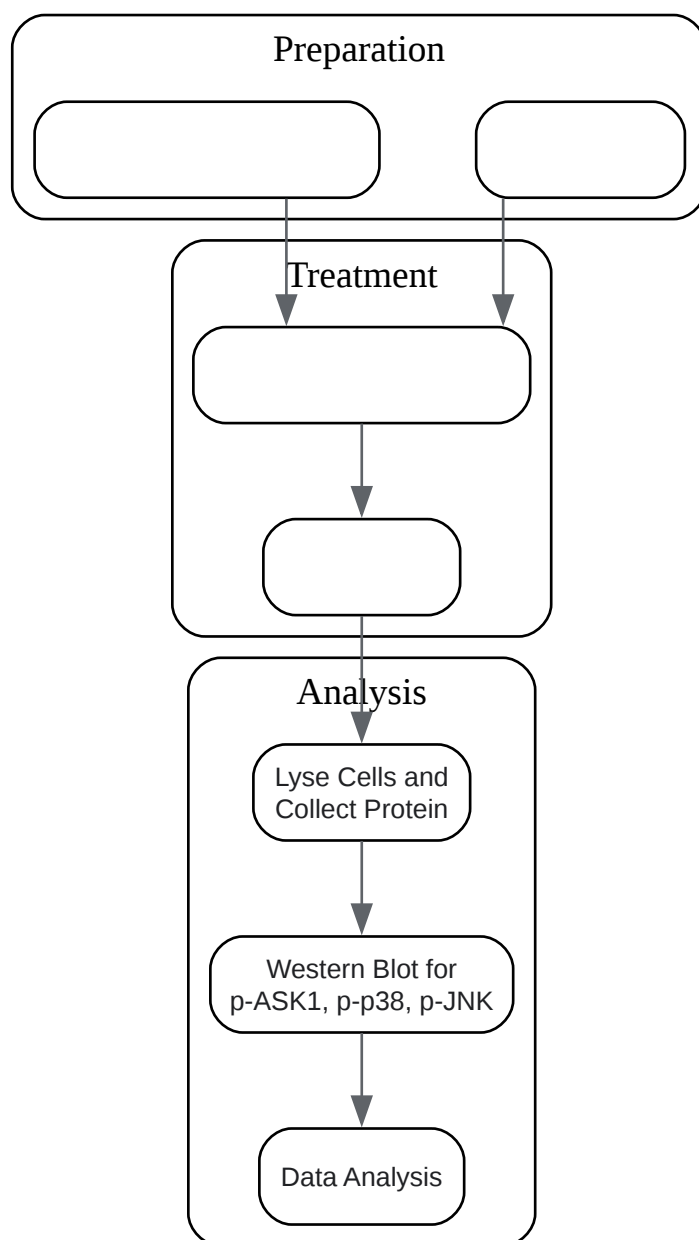 Preparation
Treatment
Analysis
Lyse Cells and
Collect Protein
Western Blot for
p-ASK1, p-p38, p-JNK
Data Analysis